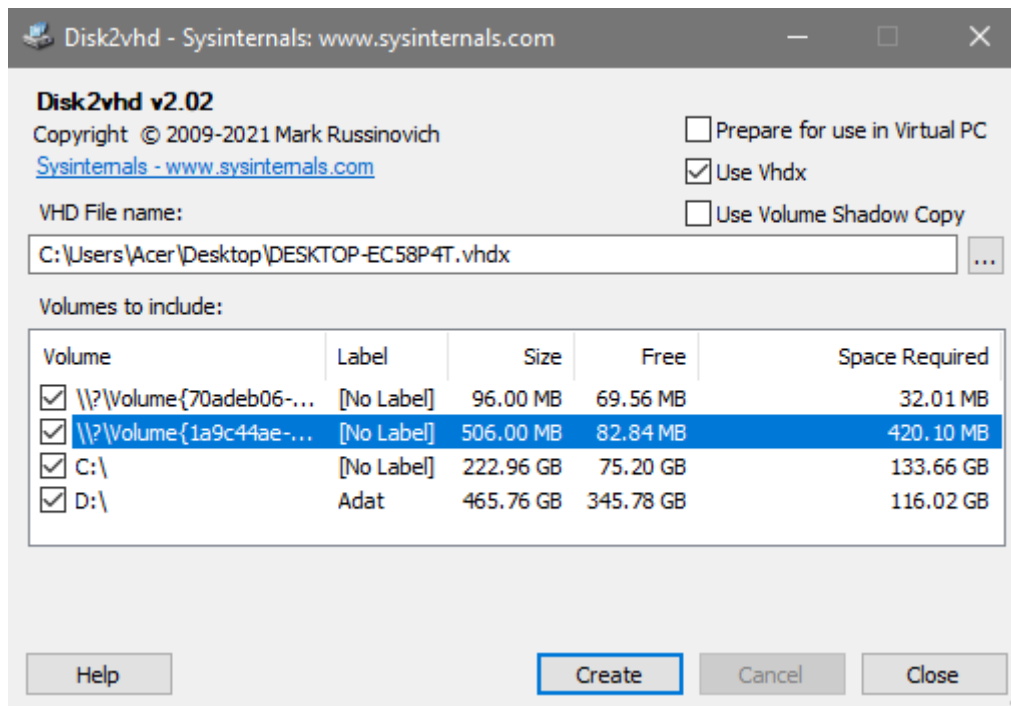 Disk2vhd - Sysinternals: www.sysinternals.com
Disk2vhd v2.02
Copyright © 2009-2021 Mark Russinovich
Sysinternals - www.sysinternals.com
Prepare for use in Virtual PC
Use Vhdx
Use Volume Shadow Copy
VHD File name:
C:\Users\Acer\Desktop\DESKTOP-EC58P4T.vhdx
...
Volumes to include:
Volume Label Size Free Space Required
\\?\Volume{70adeb06-... [No Label] 96.00 MB 69.56 MB 32.01 MB
\\?\Volume{1a9c44ae-... [No Label] 506.00 MB 82.84 MB 420.10 MB
C:\ [No Label] 222.96 GB 75.20 GB 133.66 GB
D:\ Adat 465.76 GB 345.78 GB 116.02 GB
Help Create Cancel Close